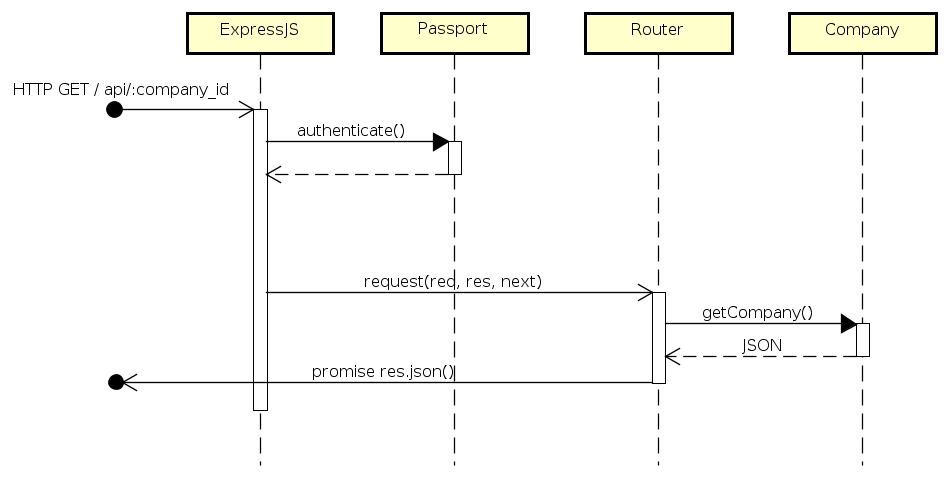 ExpressJS
Passport
Router
Company
HTTP GET / api/:company_id
authenticate()
request(req, res, next)
getCompany()
JSON
promise res.json()